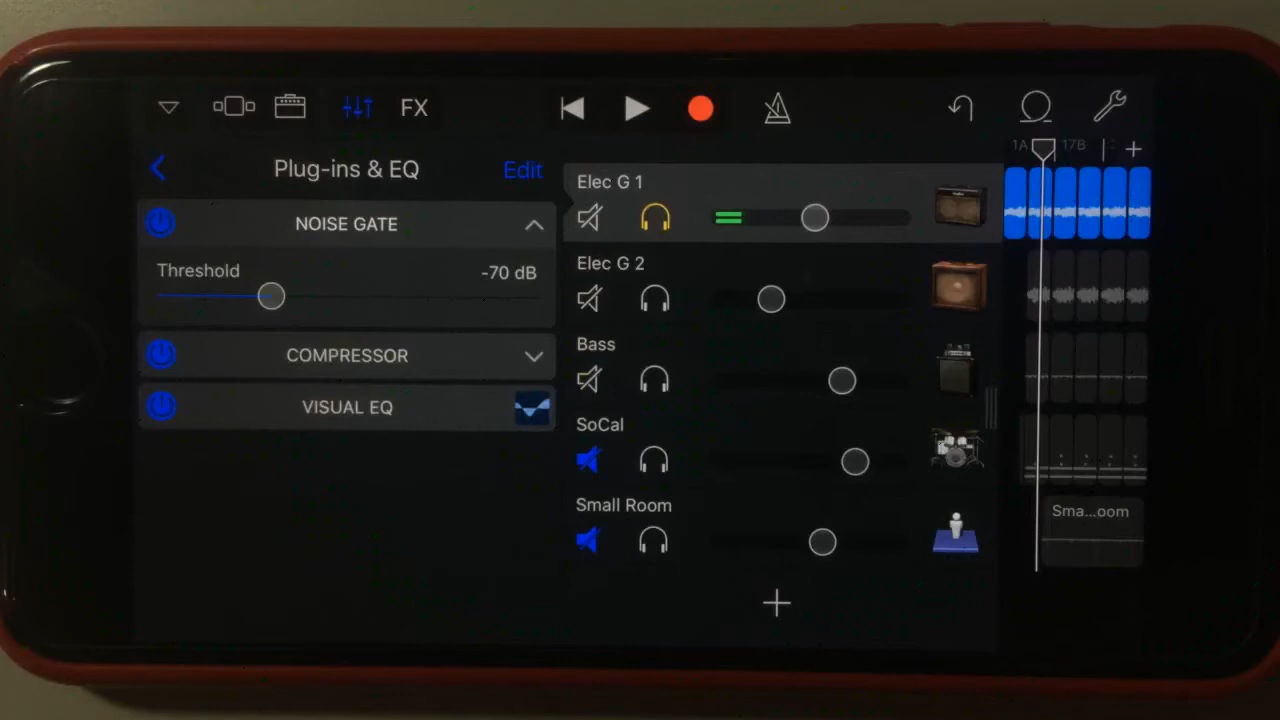 FX
Plug-ins & EQ
Edit
NOISE GATE
Threshold
-70 dB
COMPRESSOR
VISUAL EQ
Elec G 1
Elec G 2
Bass
SoCal
Small Room
1A
17B
Sma...oom